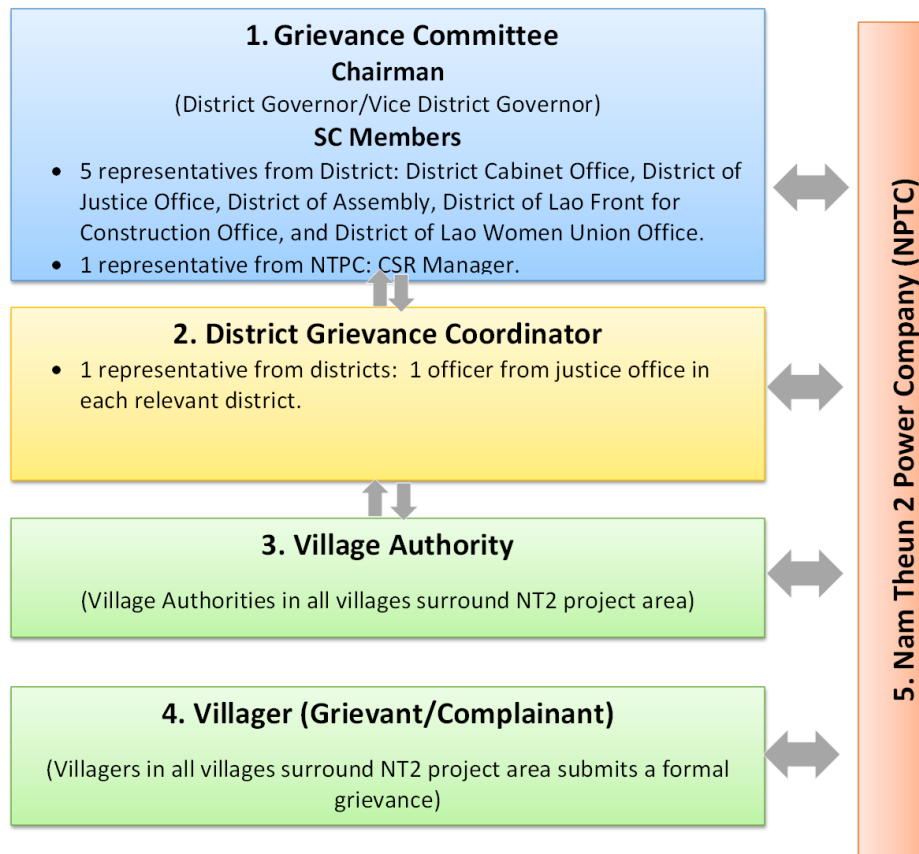 1. Grievance Committee
Chairman
(District Governor/Vice District Governor)
SC Members
• 5 representatives from District: District Cabinet Office, District of
Justice Office, District of Assembly, District of Lao Front for
Construction Office, and District of Lao Women Union Office.
• 1 representative from NTPC: CSR Manager.
2. District Grievance Coordinator
• 1 representative from districts: 1 officer from justice office in
each relevant district.
3. Village Authority
(Village Authorities in all villages surround NT2 project area)
4. Villager (Grievant/Complainant)
(Villagers in all villages surround NT2 project area submits a formal
grievance)
5. Nam Theun 2 Power Company (NPTC)